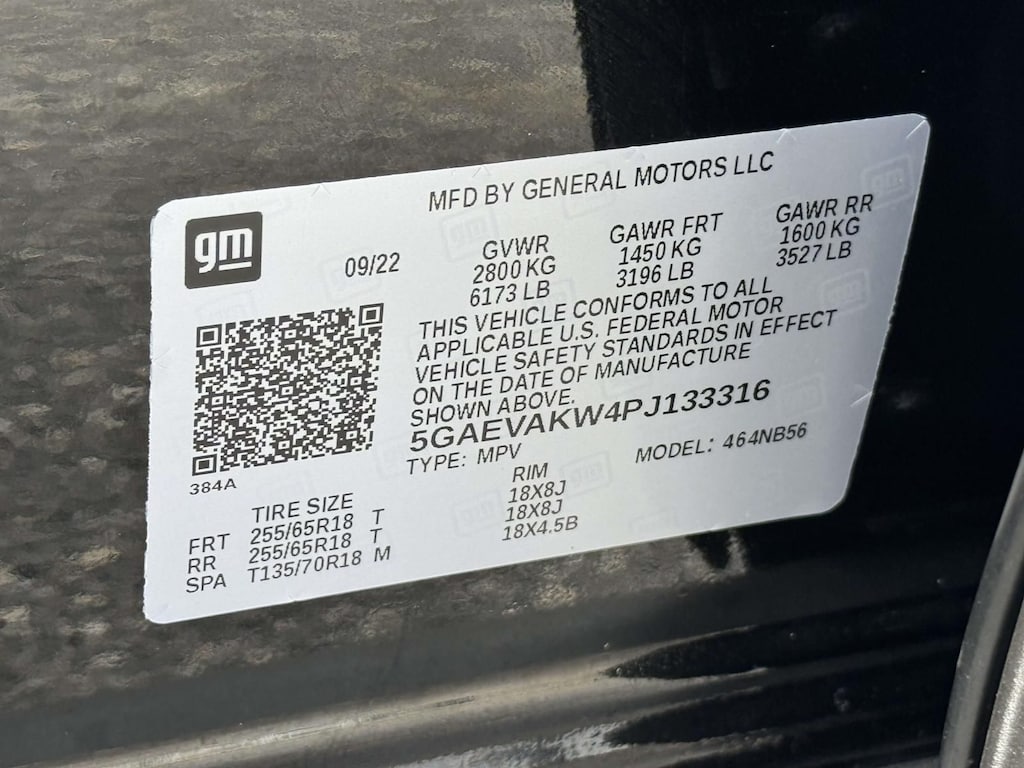 MFD BY GENERAL MOTORS LLC
gm
09/22
GVWR
2800 KG
6173 LB
GAWR FRT
1450 KG
3196 LB
GAWR RR
1600 KG
3527 LB
THIS VEHICLE CONFORMS TO ALL
APPLICABLE U.S. FEDERAL MOTOR
VEHICLE SAFETY STANDARDS IN EFFECT
ON THE DATE OF MANUFACTURE
SHOWN ABOVE.
5GAEVAKW4PJ133316
TYPE: MPV
MODEL: 464NB56
384A
TIRE SIZE
RIM
FRT 255/65R18 T 18X8J
RR 255/65R18 T 18X8J
SPA T135/70R18 M 18X4.5B